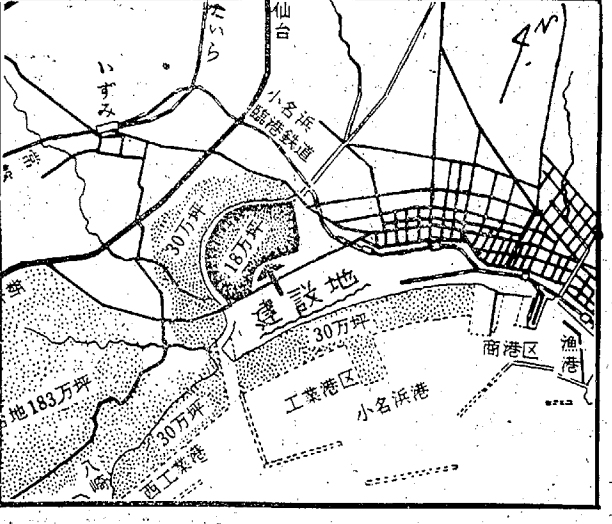 仙台
たいら
N
いずみ
小名浜
臨港鉄道
30万坪
18万坪
建設地
30万坪
商港区
漁港
工業港区
小名浜港
地183万坪
30万坪
八崎
西工業港